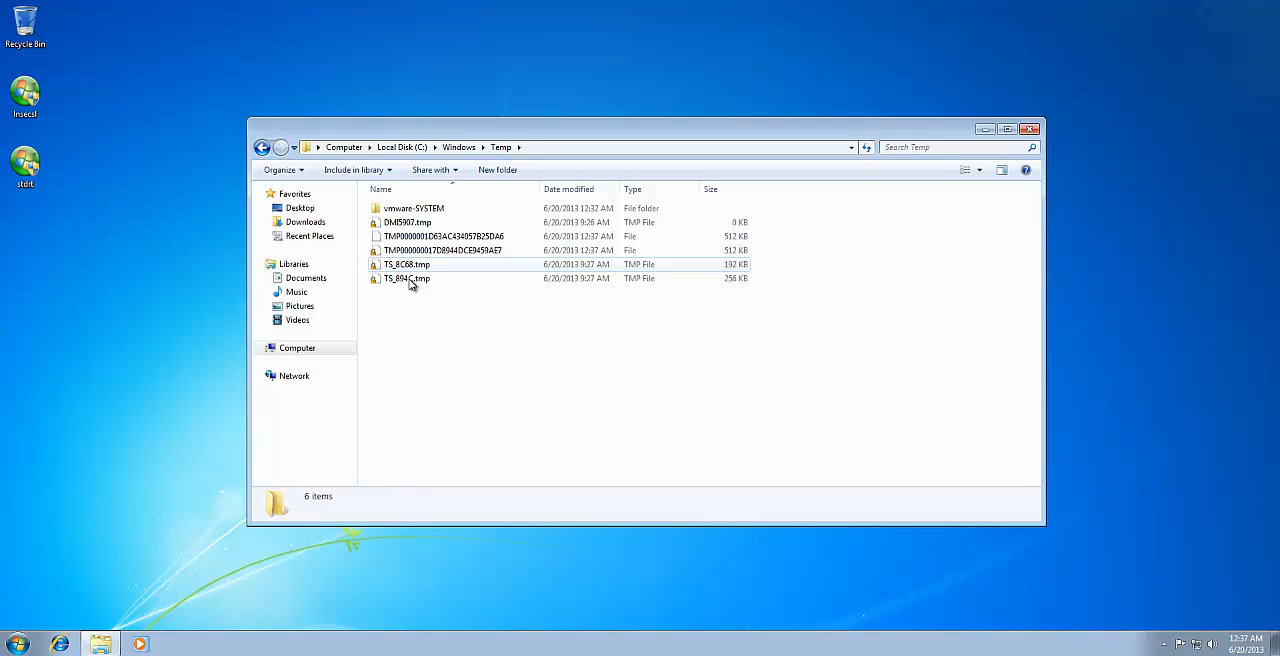 Recycle Bin
Insecsl
stdrt
Computer Local Disk (C:) Windows Temp
Search Temp
Organize Include in library Share with New folder
Favorites
Desktop
Downloads
Recent Places
Libraries
Documents
Music
Pictures
Videos
Computer
Network
Name Date modified Type Size
vmware-SYSTEM 6/20/2013 12:32 AM File folder
DMI5907.tmp 6/20/2013 9:26 AM TMP File 0 KB
TMP0000001D63AC434057B25DA6 6/20/2013 12:37 AM File 512 KB
TMP000000017D8944DCE9459AE7 6/20/2013 12:37 AM File 512 KB
TS_8C68.tmp 6/20/2013 9:27 AM TMP File 192 KB
TS_894C.tmp 6/20/2013 9:27 AM TMP File 256 KB
6 items
12:37 AM
6/20/2013